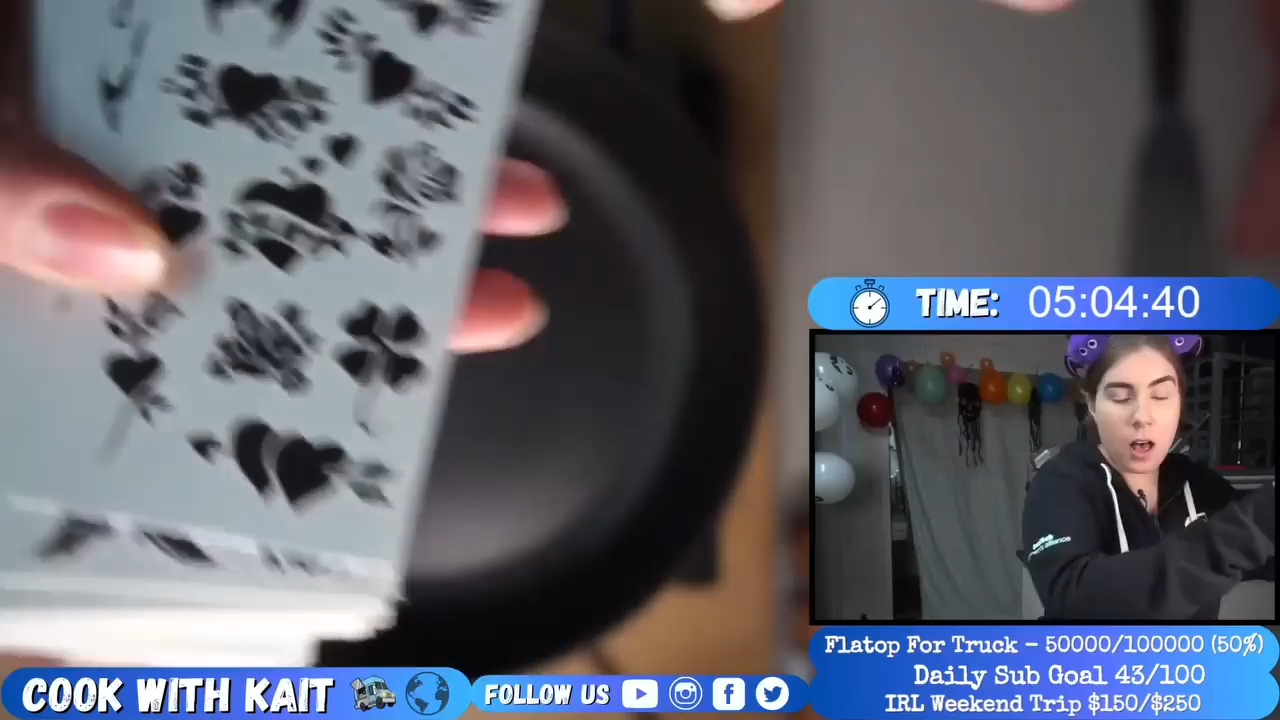 TIME: 05:04:40
Flatop For Truck - 50000/100000 (50%)
Daily Sub Goal 43/100
IRL Weekend Trip $150/$250
COOK WITH KAIT
FOLLOW US